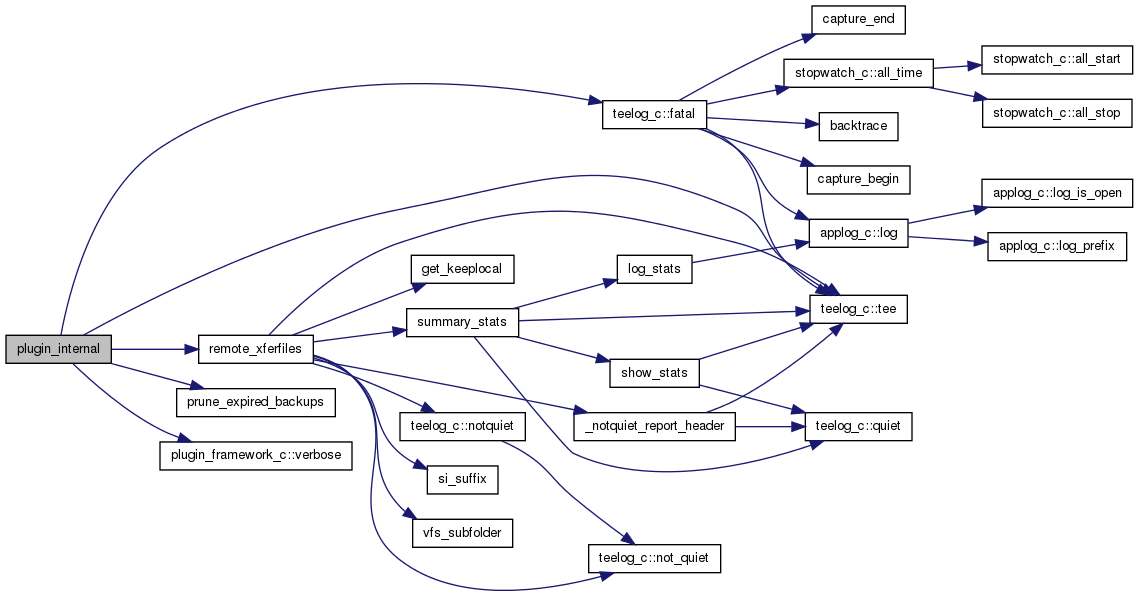 capture_end
stopwatch_c::all_start
stopwatch_c::all_time
teelog_c::fatal
stopwatch_c::all_stop
backtrace
capture_begin
applog_c::log_is_open
applog_c::log
applog_c::log_prefix
get_keeplocal
log_stats
teelog_c::tee
summary_stats
plugin_internal
remote_xferfiles
show_stats
prune_expired_backups
teelog_c::notquiet
_notquiet_report_header
teelog_c::quiet
plugin_framework_c::verbose
si_suffix
vfs_subfolder
teelog_c::not_quiet